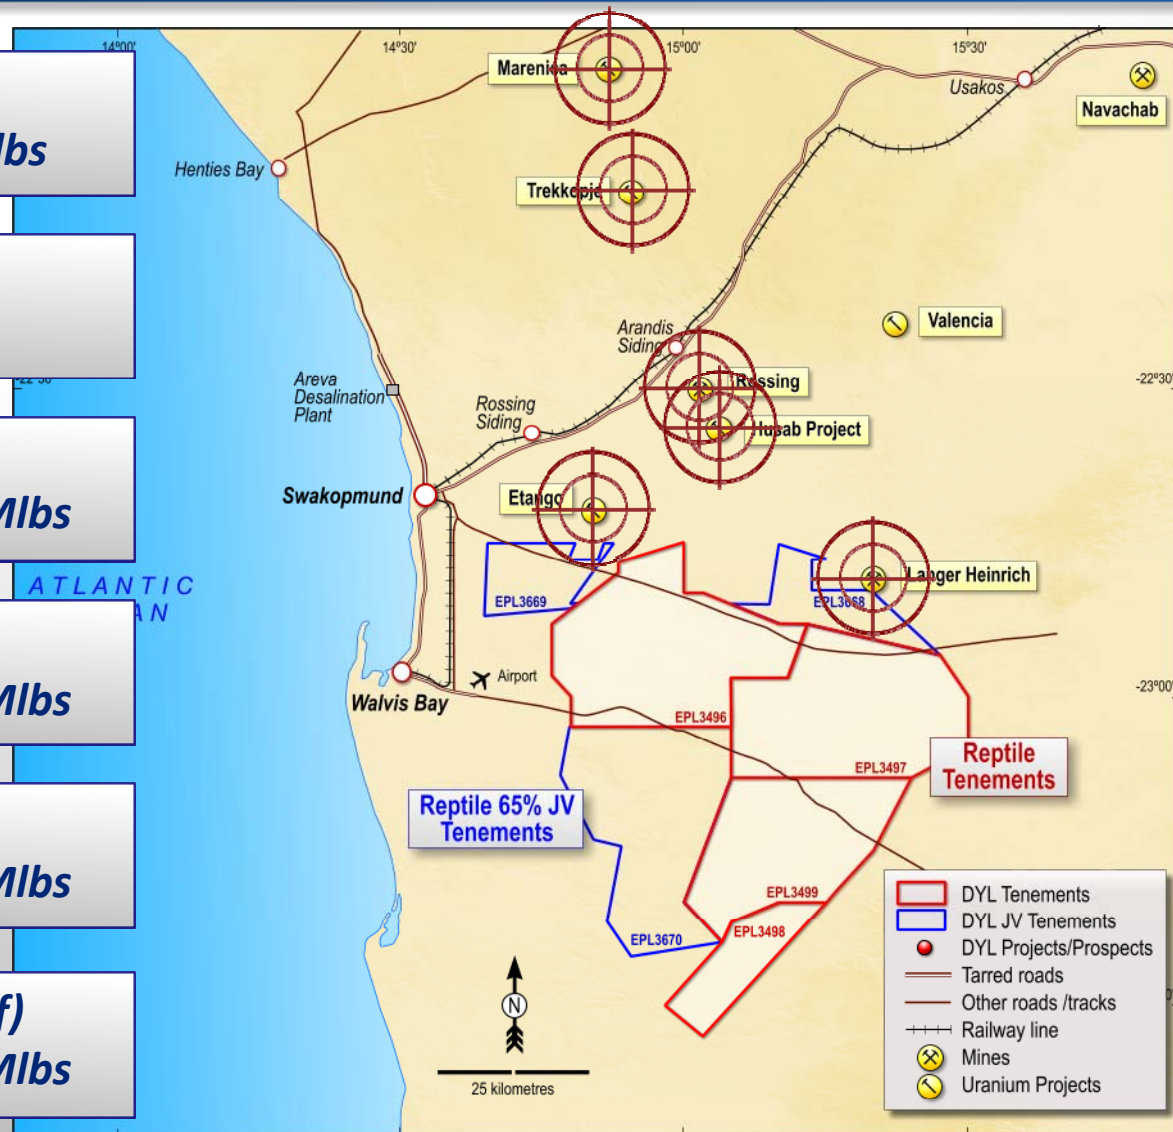 14°00'
14°30'
15°00'
15°30'
Marenica
Usakos
Navachab
lbs
Henties Bay
Trekkopje
Arandis
Siding
Valencia
-22°30'
-22°30'
Areva
Desalination
Plant
Rossing
Rossing
Siding
Husab Project
Swakopmund
Etango
Mlbs
ATLANTIC
AN
Langer Heinrich
EPL3669
EPL3668
Airport
Walvis Bay
Mlbs
-23°00'
EPL3496
EPL3497
Reptile
Tenements
Reptile 65% JV
Tenements
Mlbs
EPL3499
EPL3498
EPL3670
f)
Mlbs
N
25 kilometres
DYL Tenements
DYL JV Tenements
DYL Projects/Prospects
Tarred roads
Other roads /tracks
Railway line
Mines
Uranium Projects